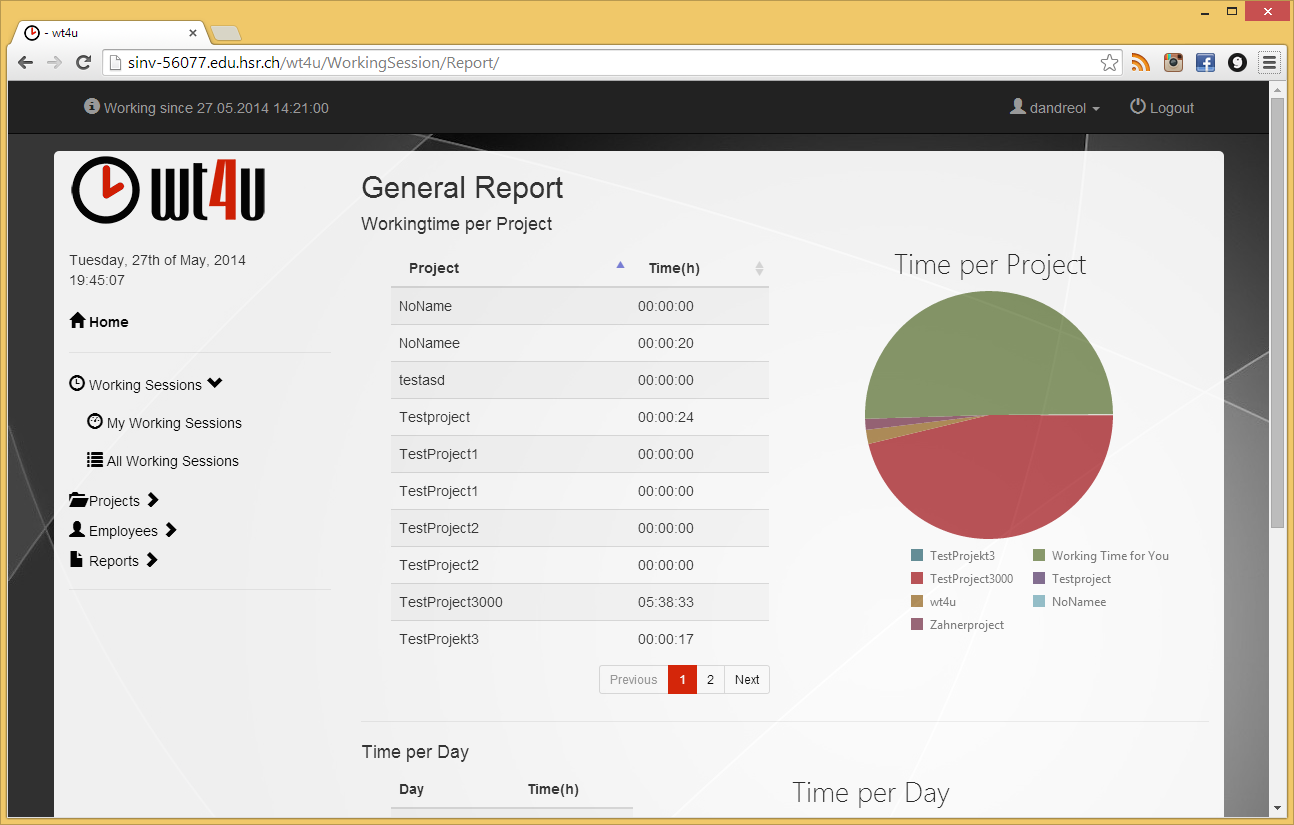 - wt4u
sinv-56077.edu.hsr.ch/wt4u/WorkingSession/Report/
Working since 27.05.2014 14:21:00
dandreol
Logout
wt4u
Tuesday, 27th of May, 2014
19:45:07
Home
Working Sessions
My Working Sessions
All Working Sessions
Projects
Employees
Reports
General Report
Workingtime per Project
Project Time(h)
NoName 00:00:00
NoNamee 00:00:20
testasd 00:00:00
Testproject 00:00:24
TestProject1 00:00:00
TestProject1 00:00:00
TestProject2 00:00:00
TestProject2 00:00:00
TestProject3000 05:38:33
TestProjekt3 00:00:17
Previous 1 2 Next
Time per Project
TestProjekt3 Working Time for You
TestProject3000 Testproject
wt4u NoNamee
Zahnerproject
Time per Day
Day Time(h)
Time per Day